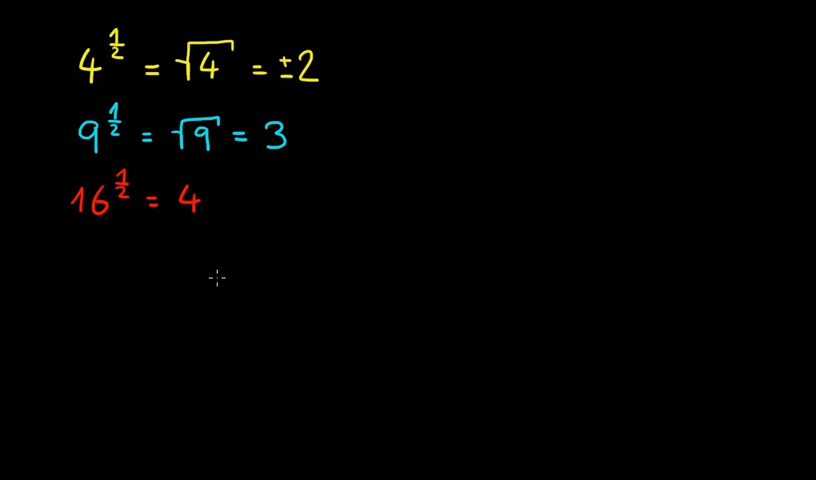 4^{1/2} = √4 = ±2
9^{1/2} = √9 = 3
16^{1/2} = 4